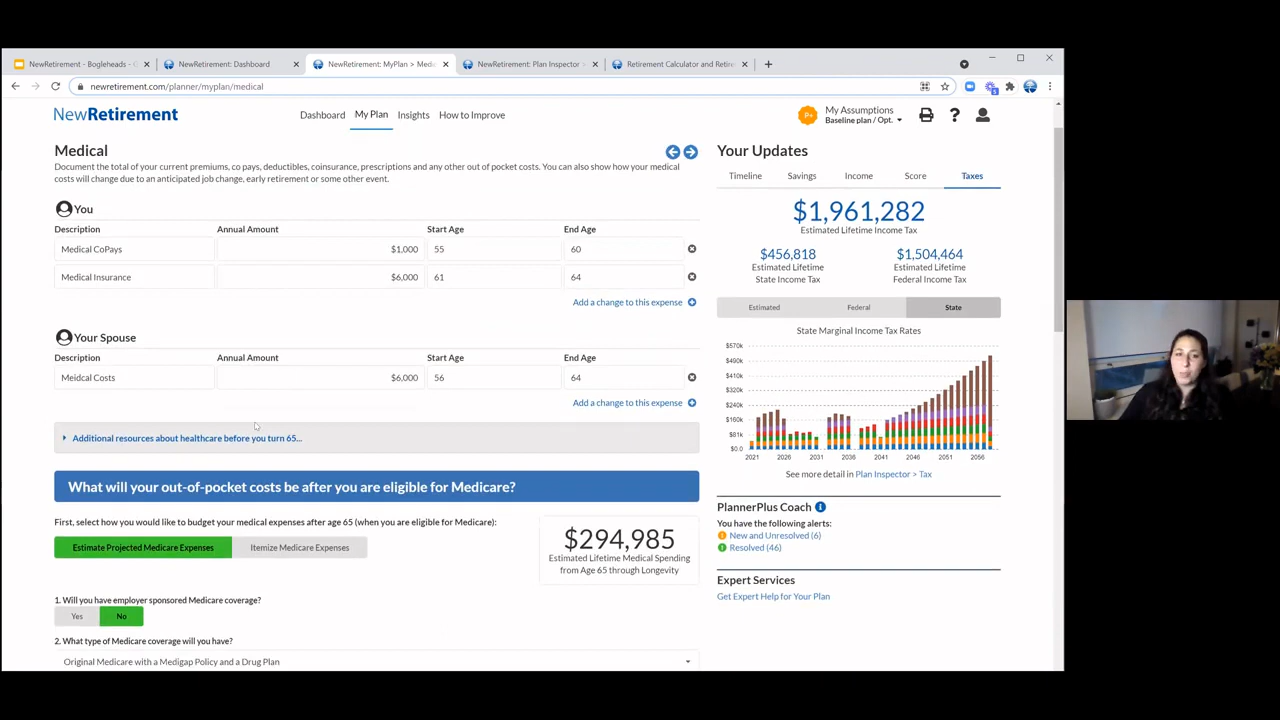 NewRetirement - Bogleheads -
NewRetirement: Dashboard
NewRetirement: MyPlan > Medi
NewRetirement: Plan Inspector >
Retirement Calculator and Retire
newretirement.com/planner/myplan/medical
NewRetirement
Dashboard
My Plan
Insights
How to Improve
P+
My Assumptions
Baseline plan / Opt.
Medical
Document the total of your current premiums, co pays, deductibles, coinsurance, prescriptions and any other out of pocket costs. You can also show how your medical
costs will change due to an anticipated job change, early retirement or some other event.
You
Description Annual Amount Start Age End Age
Medical CoPays $1,000 55 60
Medical Insurance $6,000 61 64
Add a change to this expense
Your Spouse
Description Annual Amount Start Age End Age
Meidcal Costs $6,000 56 64
Add a change to this expense
Additional resources about healthcare before you turn 65...
What will your out-of-pocket costs be after you are eligible for Medicare?
First, select how you would like to budget your medical expenses after age 65 (when you are eligible for Medicare):
Estimate Projected Medicare Expenses
Itemize Medicare Expenses
$294,985
Estimated Lifetime Medical Spending
from Age 65 through Longevity
1. Will you have employer sponsored Medicare coverage?
Yes No
2. What type of Medicare coverage will you have?
Original Medicare with a Medigap Policy and a Drug Plan
Your Updates
Timeline Savings Income Score Taxes
$1,961,282
Estimated Lifetime Income Tax
$456,818
Estimated Lifetime
State Income Tax
$1,504,464
Estimated Lifetime
Federal Income Tax
Estimated Federal State
State Marginal Income Tax Rates
$570k
$490k
$410k
$320k
$240k
$160k
$81k
$0.0
2021 2026 2031 2036 2041 2046 2051 2056
See more detail in Plan Inspector > Tax
PlannerPlus Coach
You have the following alerts:
New and Unresolved (6)
Resolved (46)
Expert Services
Get Expert Help for Your Plan